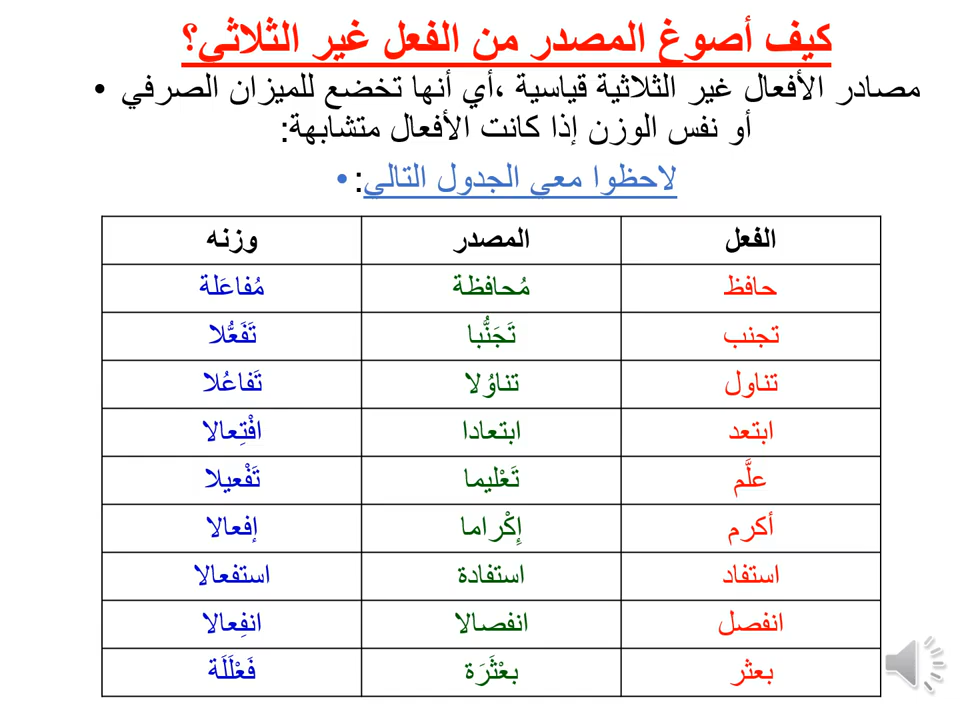 كيف أصوغ المصدر من الفعل غير الثلاثي؟
• مصادر الأفعال غير الثلاثية قياسية ،أي أنها تخضع للميزان الصرفي
أو نفس الوزن إذا كانت الأفعال متشابهة:
لاحظوا معي الجدول التالي: •
الفعل المصدر وزنه
حافظ مُحافظة مُفاعَلة
تجنب تَجَنُّبا تَفَعُّلا
تناول تناوُلا تَفاعُلا
ابتعد ابتعادا افْتِعالا
علَّم تَعْليما تَفْعيلا
أكرم إِكْراما إفعالا
استفاد استفادة استفعالا
انفصل انفصالا انفِعالا
بعثر بعْثَرَة فَعْلَلَة